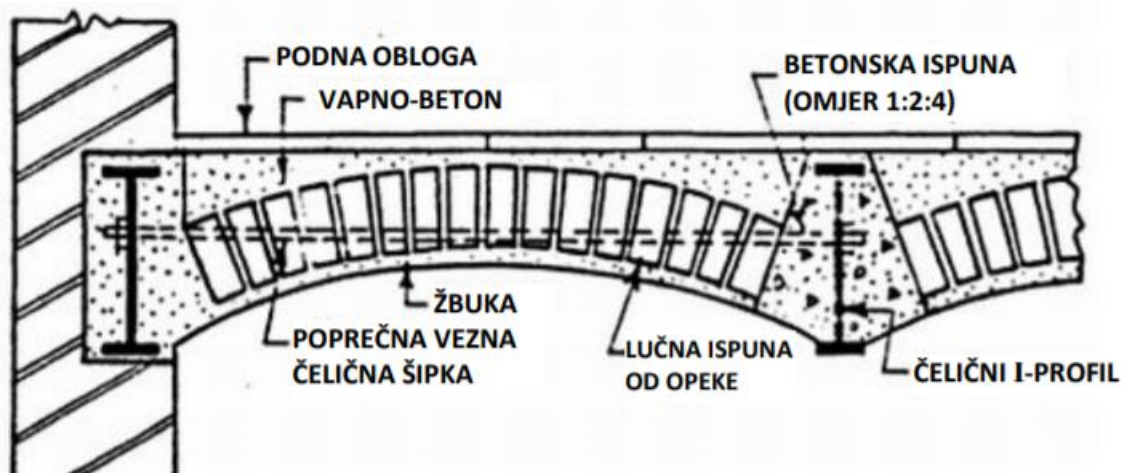 PODNA OBLOGA
VAPNO-BETON
BETONSKA ISPUNA
(OMJER 1:2:4)
ŽBUKA
POPREČNA VEZNA
ČELIČNA ŠIPKA
LUČNA ISPUNA
OD OPEKE
ČELIČNI I-PROFIL